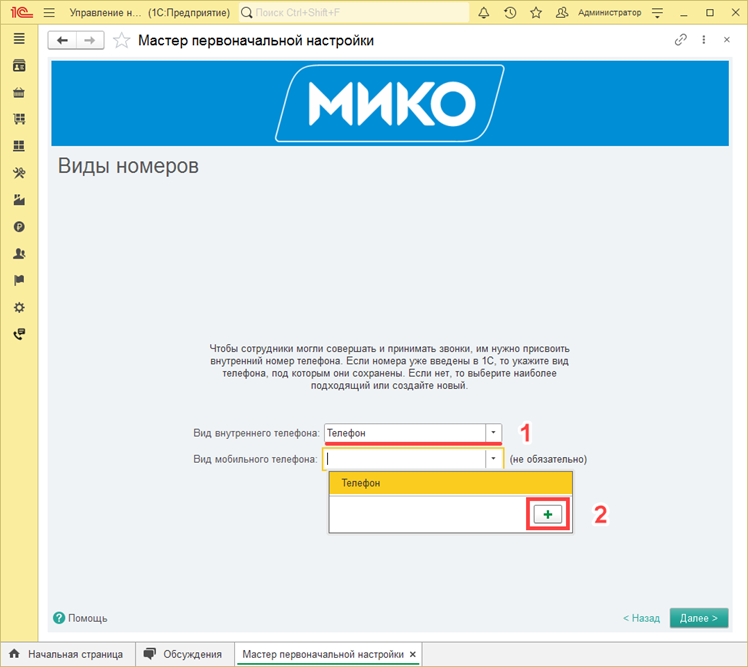 1С Управление н... (1С:Предприятие) Поиск Ctrl+Shift+F Администратор
Мастер первоначальной настройки
МИКО
Виды номеров
Чтобы сотрудники могли совершать и принимать звонки, им нужно присвоить
внутренний номер телефона. Если номера уже введены в 1С, то укажите вид
телефона, под которым они сохранены. Если нет, то выберите наиболее
подходящий или создайте новый.
Вид внутреннего телефона: Телефон 1
Вид мобильного телефона: (не обязательно)
Телефон
2
? Помощь < Назад Далее >
Начальная страница Обсуждения Мастер первоначальной настройки ×